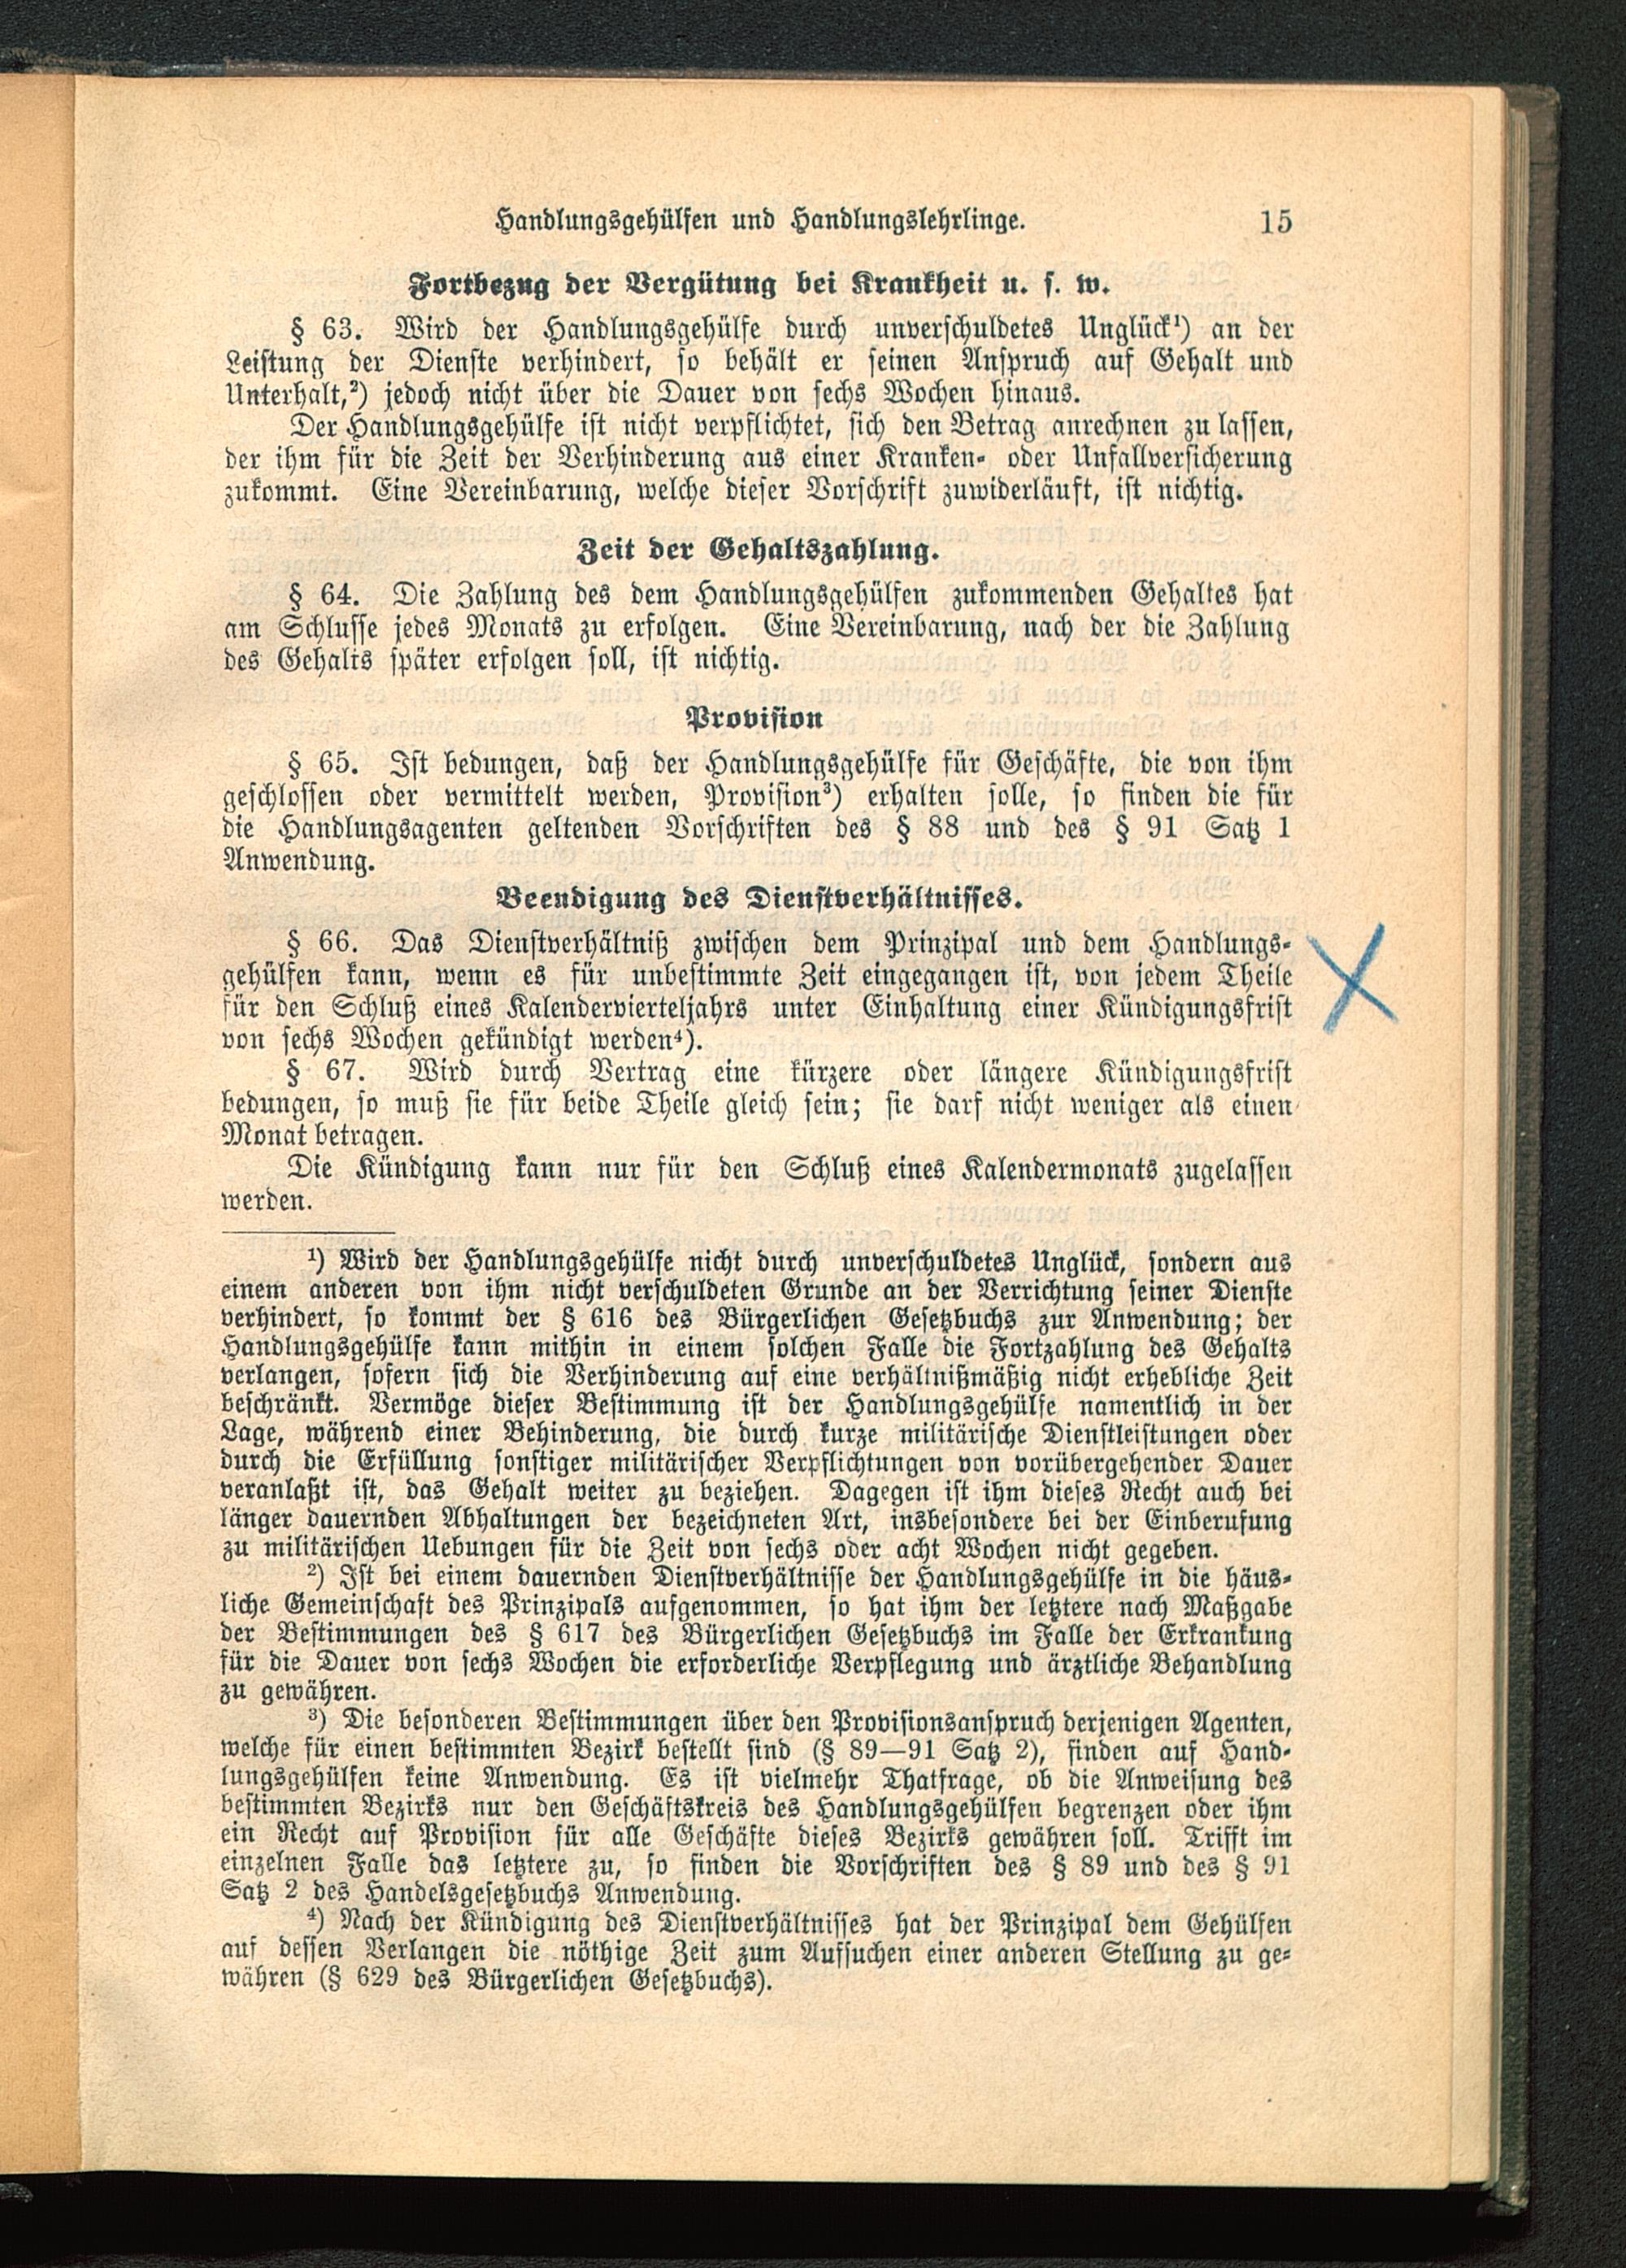 Handlungsgehülfen und Handlungslehrlinge. 15
Fortbezug der Vergütung bei Krankheit u. s. w.
§ 63. Wird der Handlungsgehülfe durch unverschuldetes Unglück¹) an der
Leistung der Dienste verhindert, so behält er seinen Anspruch auf Gehalt und
Unterhalt,²) jedoch nicht über die Dauer von sechs Wochen hinaus.
Der Handlungsgehülfe ist nicht verpflichtet, sich den Betrag anrechnen zu lassen,
der ihm für die Zeit der Verhinderung aus einer Kranken- oder Unfallversicherung
zukommt. Eine Vereinbarung, welche dieser Vorschrift zuwiderläuft, ist nichtig.
Zeit der Gehaltszahlung.
§ 64. Die Zahlung des dem Handlungsgehülfen zukommenden Gehaltes hat
am Schlusse jedes Monats zu erfolgen. Eine Vereinbarung, nach der die Zahlung
des Gehalts später erfolgen soll, ist nichtig.
Provision
§ 65. Ist bedungen, daß der Handlungsgehülfe für Geschäfte, die von ihm
geschlossen oder vermittelt werden, Provision³) erhalten solle, so finden die für
die Handlungsagenten geltenden Vorschriften des § 88 und des § 91 Satz 1
Anwendung.
Beendigung des Dienstverhältnisses.
§ 66. Das Dienstverhältniß zwischen dem Prinzipal und dem Handlungs-
gehülfen kann, wenn es für unbestimmte Zeit eingegangen ist, von jedem Theile
für den Schluß eines Kalendervierteljahrs unter Einhaltung einer Kündigungsfrist
von sechs Wochen gekündigt werden⁴).
§ 67. Wird durch Vertrag eine kürzere oder längere Kündigungsfrist
bedungen, so muß sie für beide Theile gleich sein; sie darf nicht weniger als einen
Monat betragen.
Die Kündigung kann nur für den Schluß eines Kalendermonats zugelassen
werden.
¹) Wird der Handlungsgehülfe nicht durch unverschuldetes Unglück, sondern aus
einem anderen von ihm nicht verschuldeten Grunde an der Verrichtung seiner Dienste
verhindert, so kommt der § 616 des Bürgerlichen Gesetzbuchs zur Anwendung; der
Handlungsgehülfe kann mithin in einem solchen Falle die Fortzahlung des Gehalts
verlangen, sofern sich die Verhinderung auf eine verhältnißmäßig nicht erhebliche Zeit
beschränkt. Vermöge dieser Bestimmung ist der Handlungsgehülfe namentlich in der
Lage, während einer Behinderung, die durch kurze militärische Dienstleistungen oder
durch die Erfüllung sonstiger militärischer Verpflichtungen von vorübergehender Dauer
veranlaßt ist, das Gehalt weiter zu beziehen. Dagegen ist ihm dieses Recht auch bei
länger dauernden Abhaltungen der bezeichneten Art, insbesondere bei der Einberufung
zu militärischen Uebungen für die Zeit von sechs oder acht Wochen nicht gegeben.
²) Ist bei einem dauernden Dienstverhältnisse der Handlungsgehülfe in die häus-
liche Gemeinschaft des Prinzipals aufgenommen, so hat ihm der letztere nach Maßgabe
der Bestimmungen des § 617 des Bürgerlichen Gesetzbuchs im Falle der Erkrankung
für die Dauer von sechs Wochen die erforderliche Verpflegung und ärztliche Behandlung
zu gewähren.
³) Die besonderen Bestimmungen über den Provisionsanspruch derjenigen Agenten,
welche für einen bestimmten Bezirk bestellt sind (§ 89—91 Satz 2), finden auf Hand-
lungsgehülfen keine Anwendung. Es ist vielmehr Thatfrage, ob die Anweisung des
bestimmten Bezirks nur den Geschäftskreis des Handlungsgehülfen begrenzen oder ihm
ein Recht auf Provision für alle Geschäfte dieses Bezirks gewähren soll. Trifft im
einzelnen Falle das letztere zu, so finden die Vorschriften des § 89 und des § 91
Satz 2 des Handelsgesetzbuchs Anwendung.
⁴) Nach der Kündigung des Dienstverhältnisses hat der Prinzipal dem Gehülfen
auf dessen Verlangen die nöthige Zeit zum Aufsuchen einer anderen Stellung zu ge-
währen (§ 629 des Bürgerlichen Gesetzbuchs).